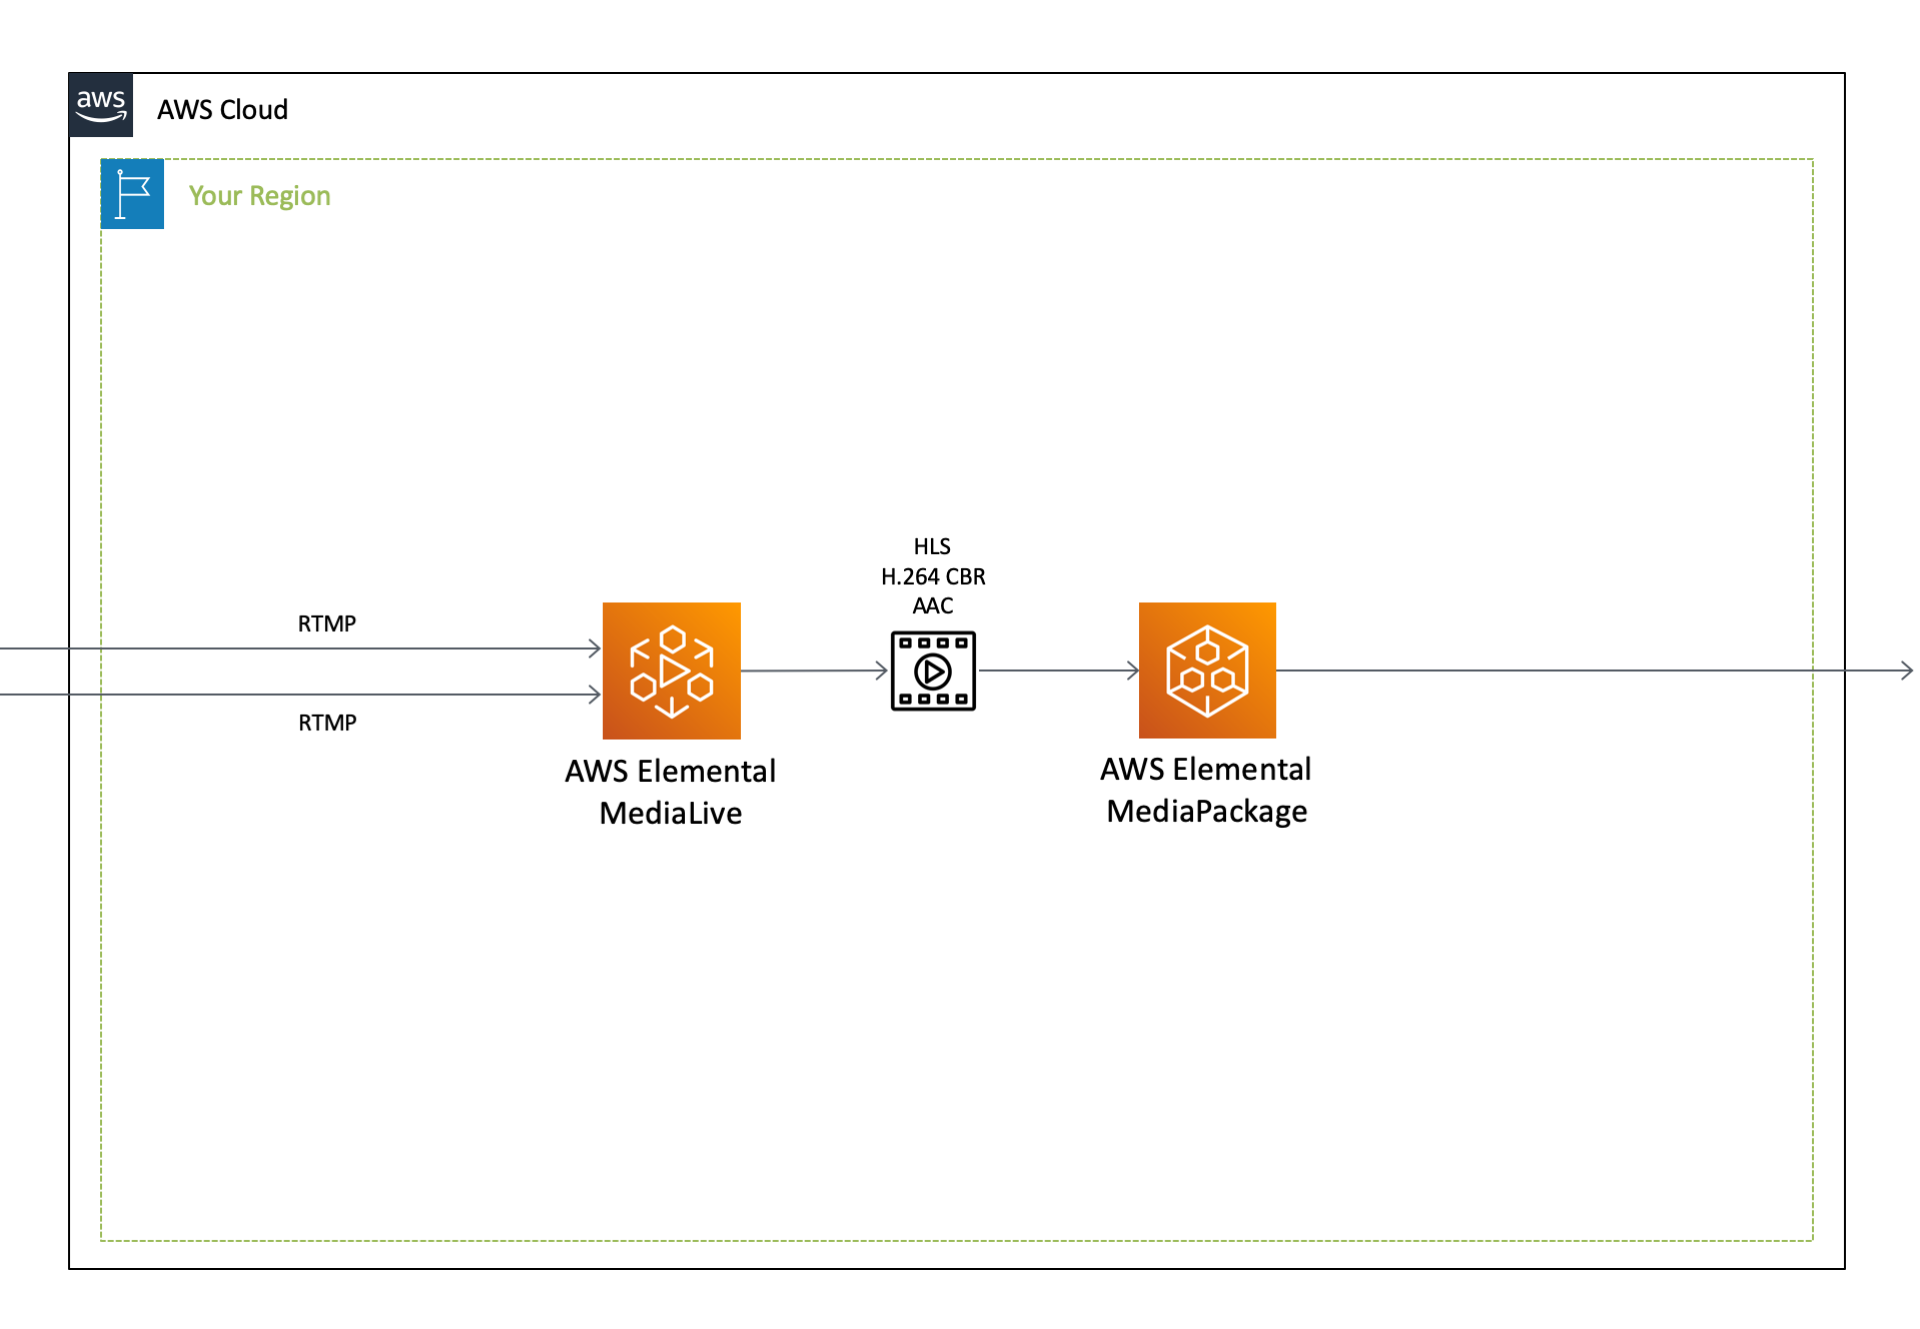 aws
AWS Cloud
Your Region
HLS
H.264 CBR
AAC
RTMP
RTMP
AWS Elemental
MediaLive
AWS Elemental
MediaPackage